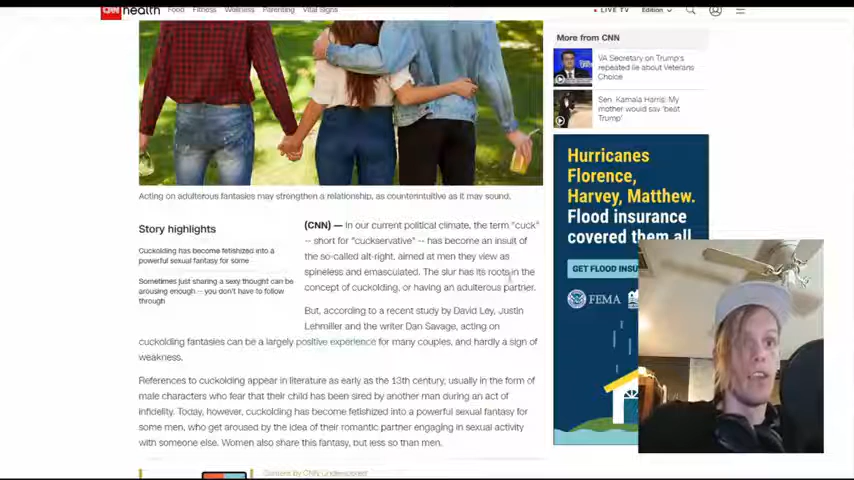 CNN health
Food Fitness Wellness Parenting Vital Signs
LIVE TV Edition
More from CNN
VA Secretary on Trump's
repeated lie about Veterans
Choice
Sen. Kamala Harris: My
mother would say 'beat
Trump'
Acting on adulterous fantasies may strengthen a relationship, as counterintuitive as it may sound.
Story highlights
Cuckolding has become fetishized into a
powerful sexual fantasy for some
Sometimes just sharing a sexy thought can be
arousing enough -- you don't have to follow
through
(CNN) — In our current political climate, the term "cuck"
-- short for "cuckservative" -- has become an insult of
the so-called alt-right, aimed at men they view as
spineless and emasculated. The slur has its roots in the
concept of cuckolding, or having an adulterous partner.
But, according to a recent study by David Ley, Justin
Lehmiller and the writer Dan Savage, acting on
cuckolding fantasies can be a largely positive experience for many couples, and hardly a sign of
weakness.
References to cuckolding appear in literature as early as the 13th century, usually in the form of
male characters who fear that their child has been sired by another man during an act of
infidelity. Today, however, cuckolding has become fetishized into a powerful sexual fantasy for
some men, who get aroused by the idea of their romantic partner engaging in sexual activity
with someone else. Women also share this fantasy, but less so than men.
Content by CNN Underscored
Hurricanes
Florence,
Harvey, Matthew.
Flood insurance
covered them all
GET FLOOD INSU
FEMA